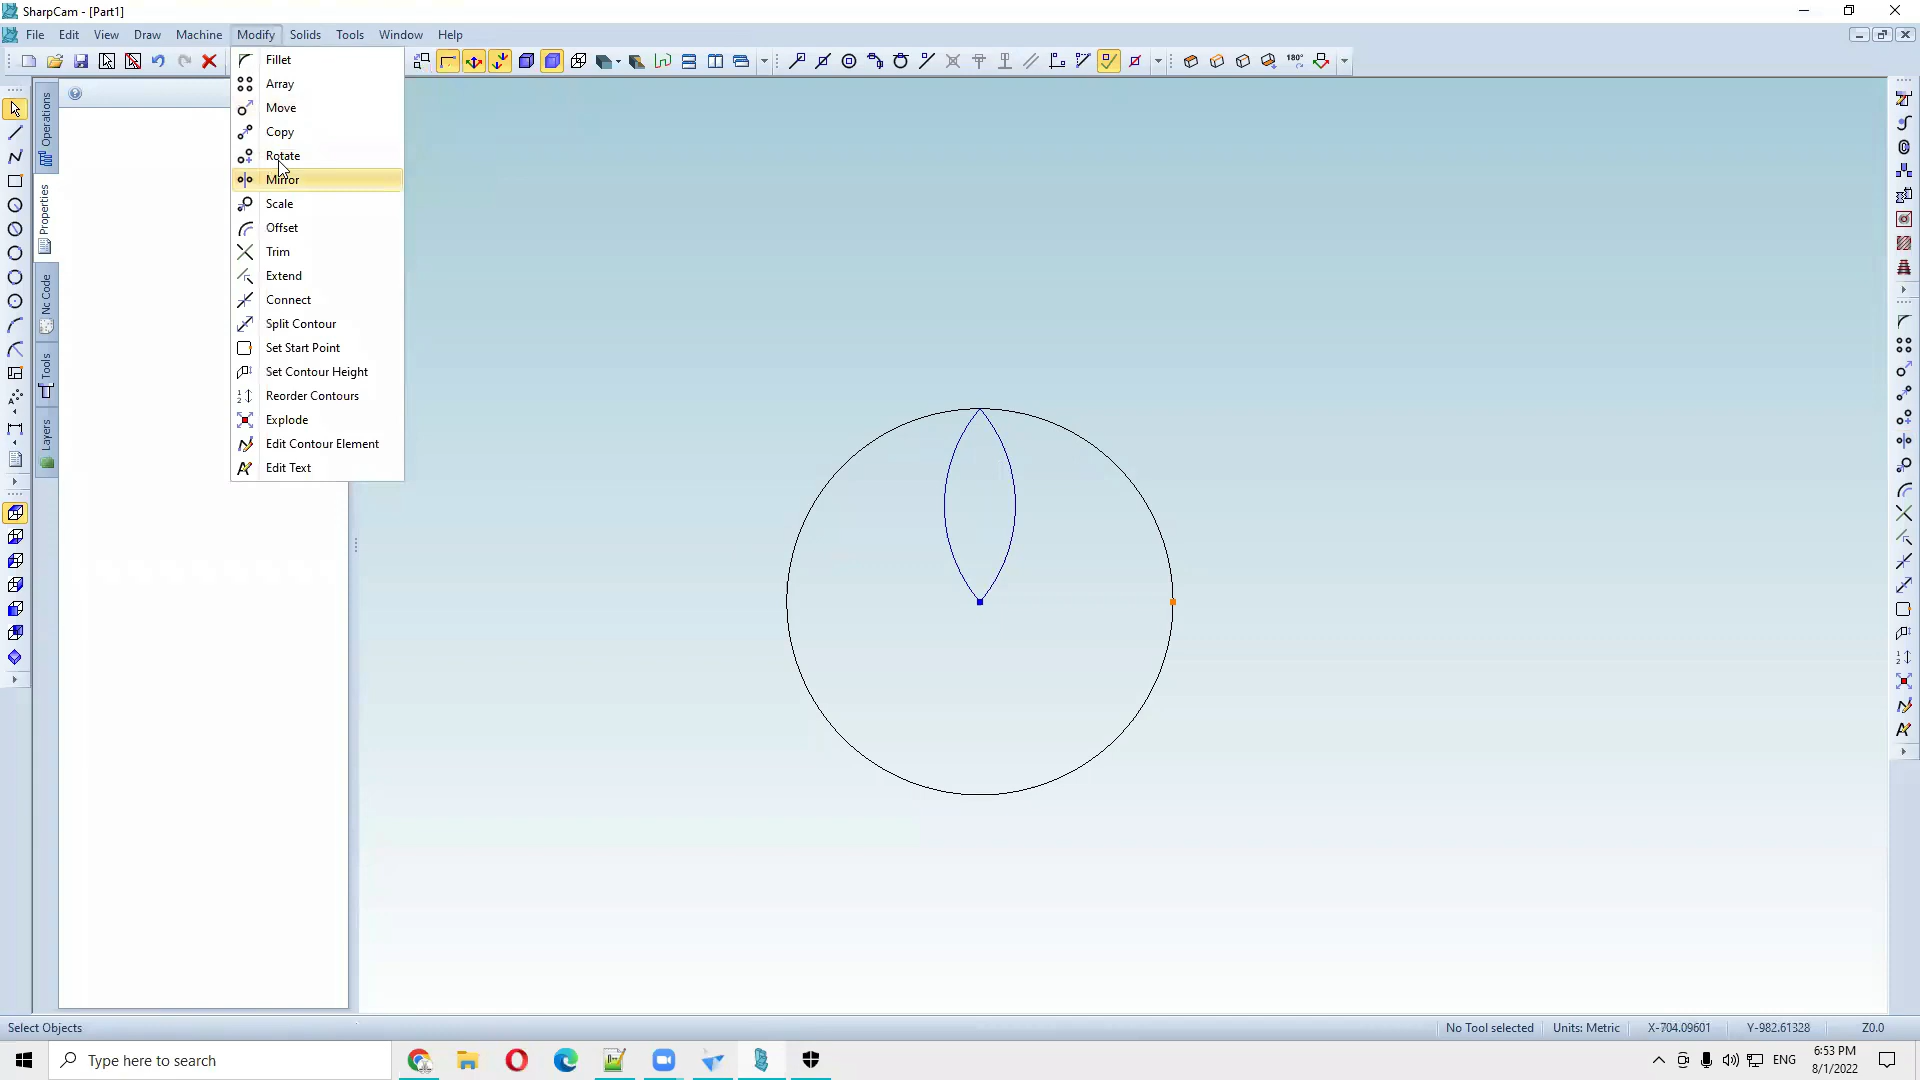 SharpCam - [Part1]
File Edit View Draw Machine Modify Solids Tools Window Help
180°
Fillet
Array
Move
Copy
Rotate
Mirror
Scale
Offset
Trim
Extend
Connect
Split Contour
Set Start Point
Set Contour Height
Reorder Contours
Explode
Edit Contour Element
Edit Text
Operations
Properties
Nc Code
Tools
Layers
Select Objects
No Tool selected
Units: Metric
X-704.09601
Y-982.61328
Z0.0
Type here to search
ENG
6:53 PM
8/1/2022